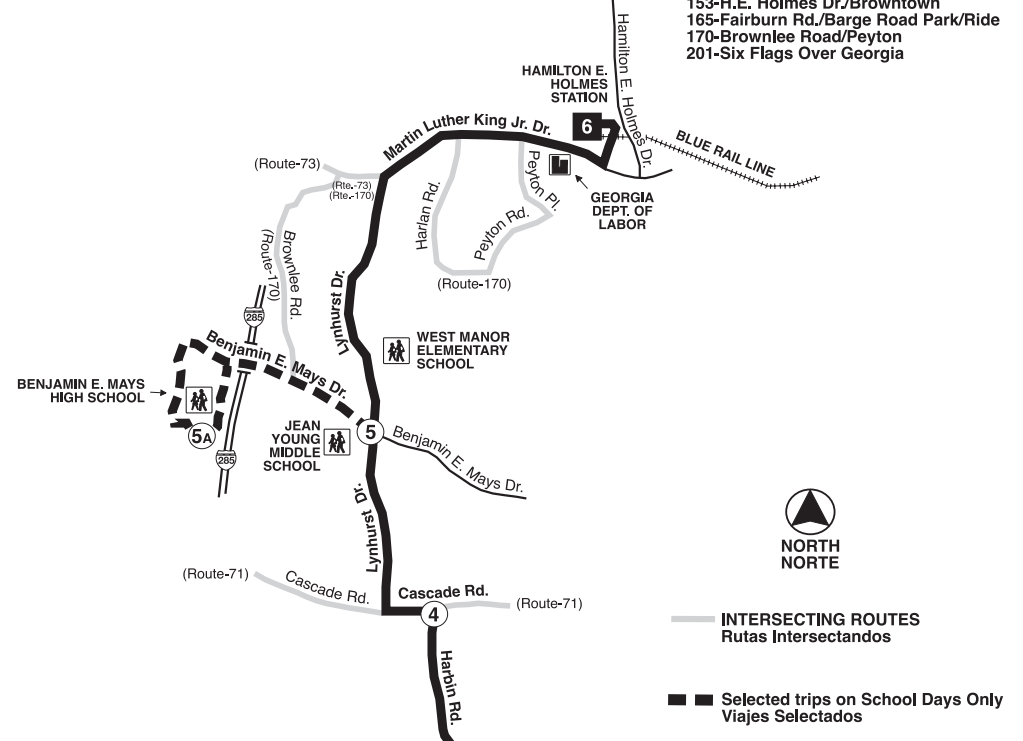 153-H.E. Holmes Dr./Browntown
165-Fairburn Rd./Barge Road Park/Ride
170-Brownlee Road/Peyton
201-Six Flags Over Georgia
Hamilton E. Holmes Dr.
HAMILTON E.
HOLMES
STATION
6
Martin Luther King Jr. Dr.
BLUE RAIL LINE
(Route-73)
(Rte.-73)
(Rte.-170)
Peyton Pl.
GEORGIA
DEPT. OF
LABOR
Harlan Rd.
Peyton Rd.
(Route-170)
Brownlee Rd.
(Route-170)
Lynhurst Dr.
285
Benjamin E. Mays Dr.
WEST MANOR
ELEMENTARY
SCHOOL
BENJAMIN E. MAYS
HIGH SCHOOL
5A
JEAN
YOUNG
MIDDLE
SCHOOL
5
Benjamin E. Mays Dr.
285
Lynhurst Dr.
NORTH
NORTE
(Route-71)
Cascade Rd.
Cascade Rd.
(Route-71)
4
Harbin Rd.
INTERSECTING ROUTES
Rutas Intersectandos
Selected trips on School Days Only
Viajes Selectados